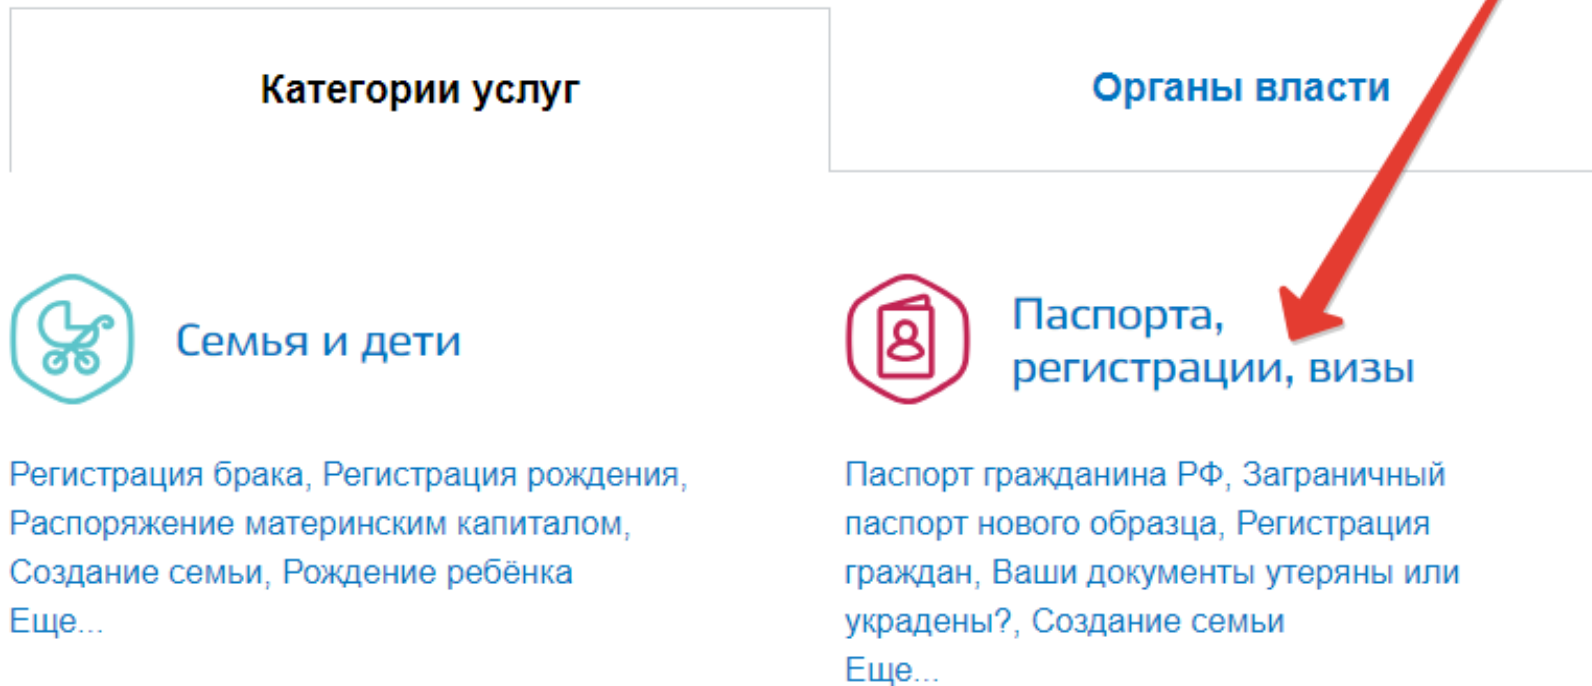 Категории услуг
Органы власти
Семья и дети
Регистрация брака, Регистрация рождения,
Распоряжение материнским капиталом,
Создание семьи, Рождение ребёнка
Еще...
Паспорта,
регистрации, визы
Паспорт гражданина РФ, Заграничный
паспорт нового образца, Регистрация
граждан, Ваши документы утеряны или
украдены?, Создание семьи
Еще...